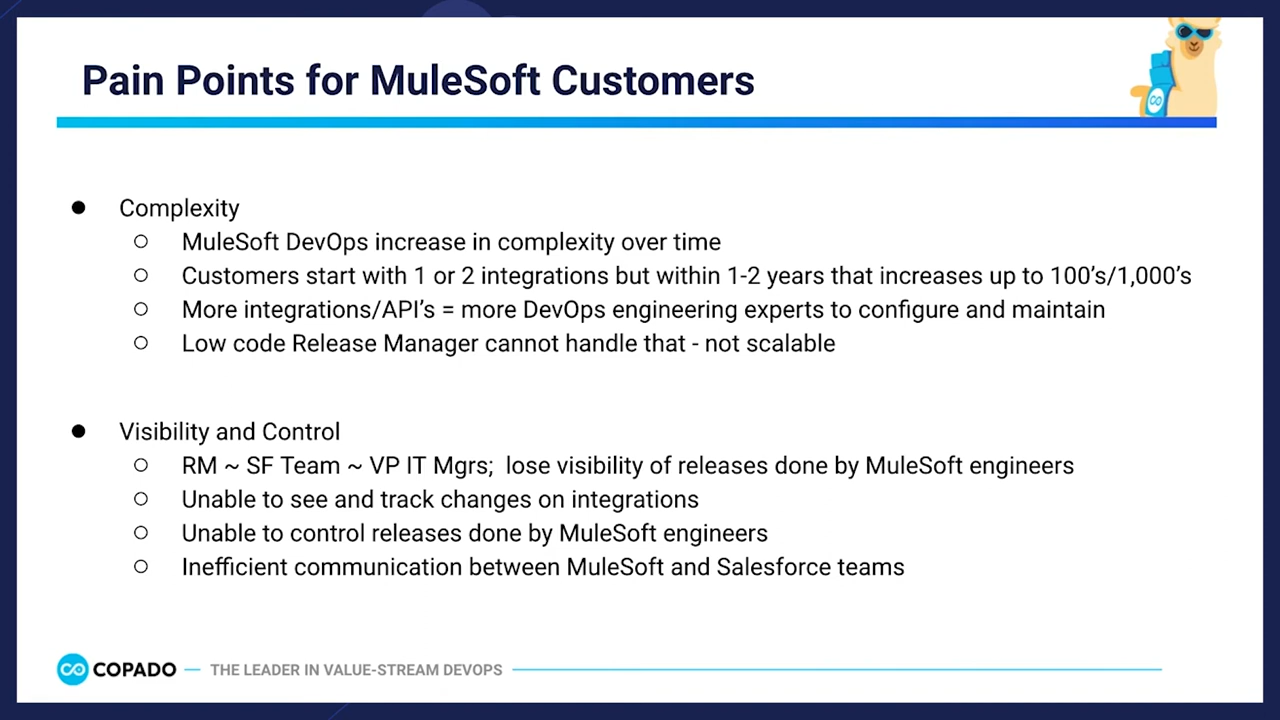 Pain Points for MuleSoft Customers
● Complexity
○ MuleSoft DevOps increase in complexity over time
○ Customers start with 1 or 2 integrations but within 1-2 years that increases up to 100’s/1,000’s
○ More integrations/API’s = more DevOps engineering experts to configure and maintain
○ Low code Release Manager cannot handle that - not scalable
● Visibility and Control
○ RM ~ SF Team ~ VP IT Mgrs;  lose visibility of releases done by MuleSoft engineers
○ Unable to see and track changes on integrations
○ Unable to control releases done by MuleSoft engineers
○ Inefficient communication between MuleSoft and Salesforce teams
COPADO — THE LEADER IN VALUE-STREAM DEVOPS